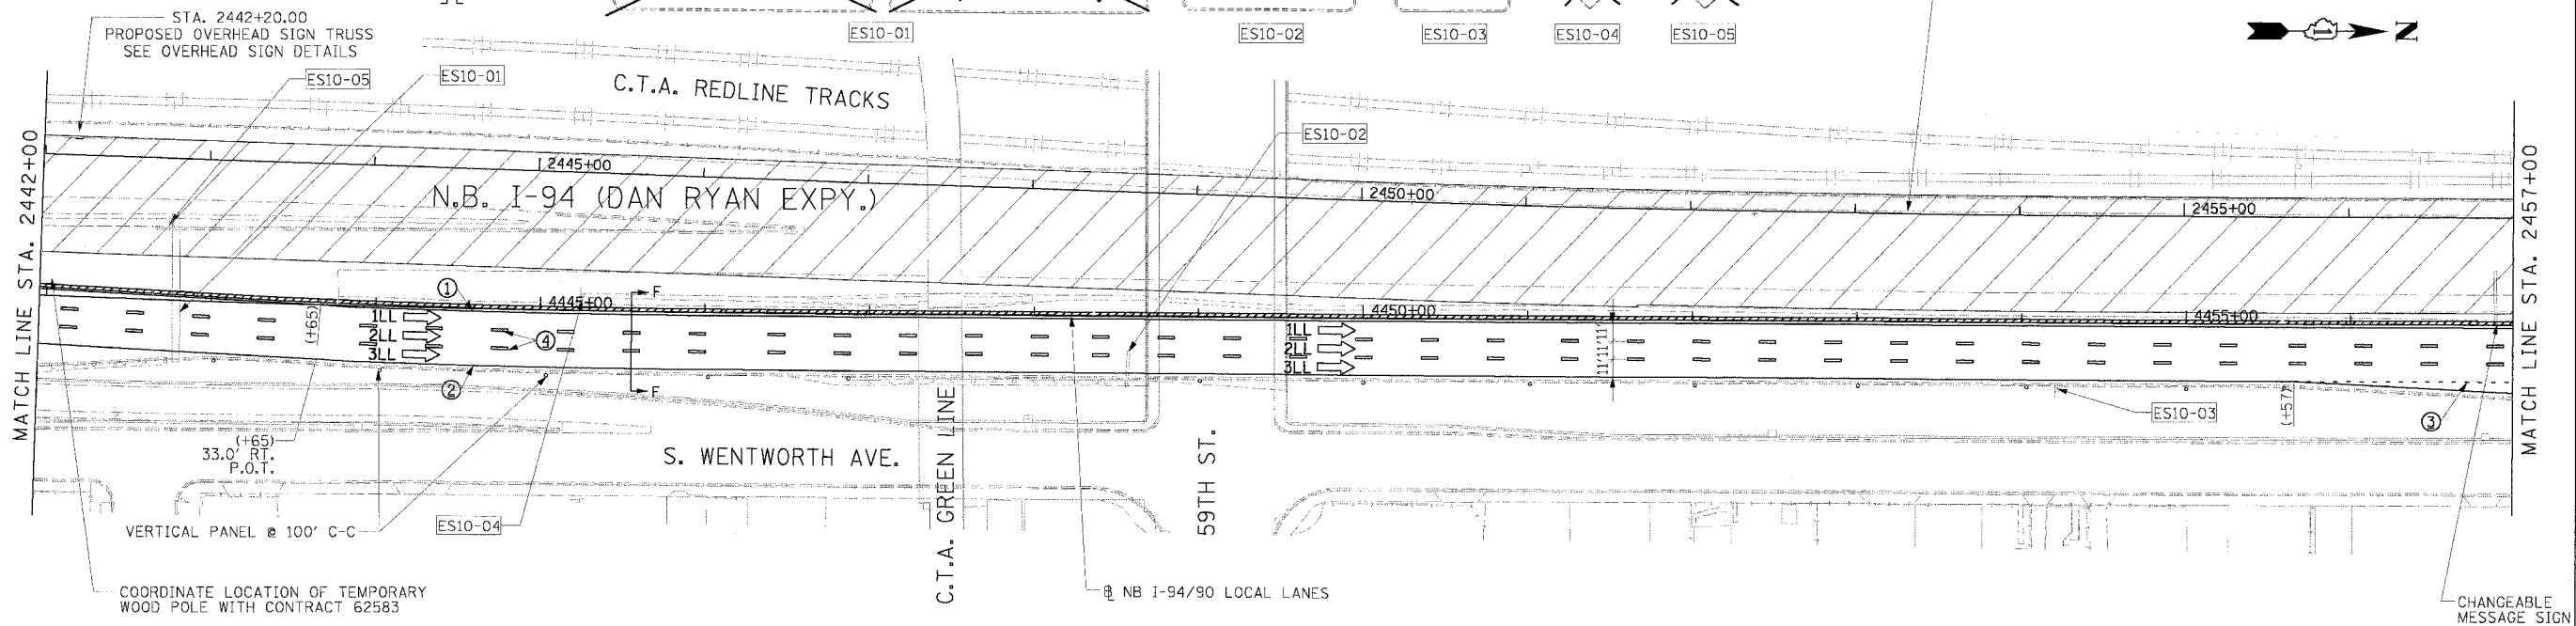 STA. 2442+20.00
PROPOSED OVERHEAD SIGN TRUSS
SEE OVERHEAD SIGN DETAILS
ES10-01
ES10-02
ES10-03
ES10-04
ES10-05
N
ES10-05
ES10-01
C.T.A. REDLINE TRACKS
ES10-02
MATCH LINE STA. 2442+00
MATCH LINE STA. 2457+00
2445+00
2450+00
2455+00
N.B. I-94 (DAN RYAN EXPY.)
1
4445+00
F
4450+00
4455+00
(+65)
1LL
2LL
3LL
4
1LL
2LL
3LL
11'11'11'
2
F
ES10-03
(+57)
3
(+65)
33.0' RT.
P.O.T.
S. WENTWORTH AVE.
C.T.A. GREEN LINE
59TH ST.
VERTICAL PANEL @ 100' C-C
ES10-04
COORDINATE LOCATION OF TEMPORARY
WOOD POLE WITH CONTRACT 62583
NB I-94/90 LOCAL LANES
CHANGEABLE
MESSAGE SIGN